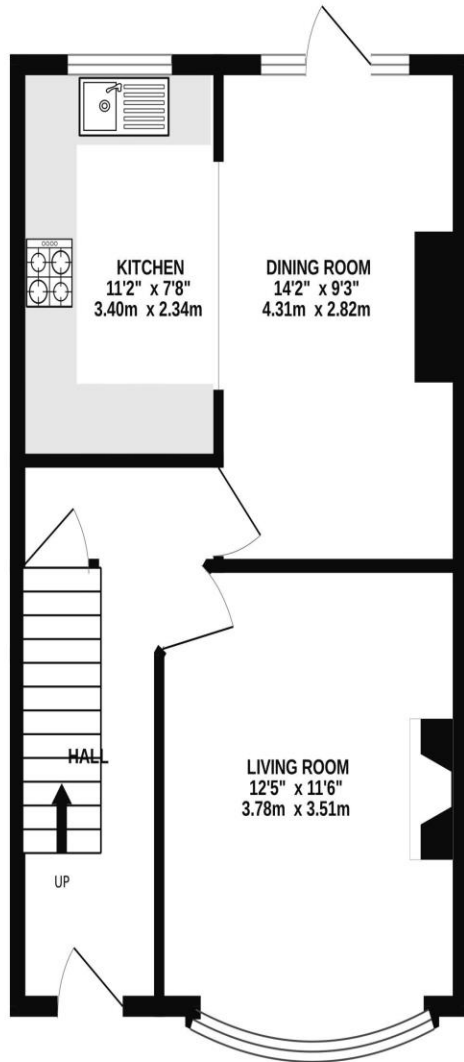 KITCHEN
11'2" x 7'8"
3.40m x 2.34m
DINING ROOM
14'2" x 9'3"
4.31m x 2.82m
HALL
UP
LIVING ROOM
12'5" x 11'6"
3.78m x 3.51m